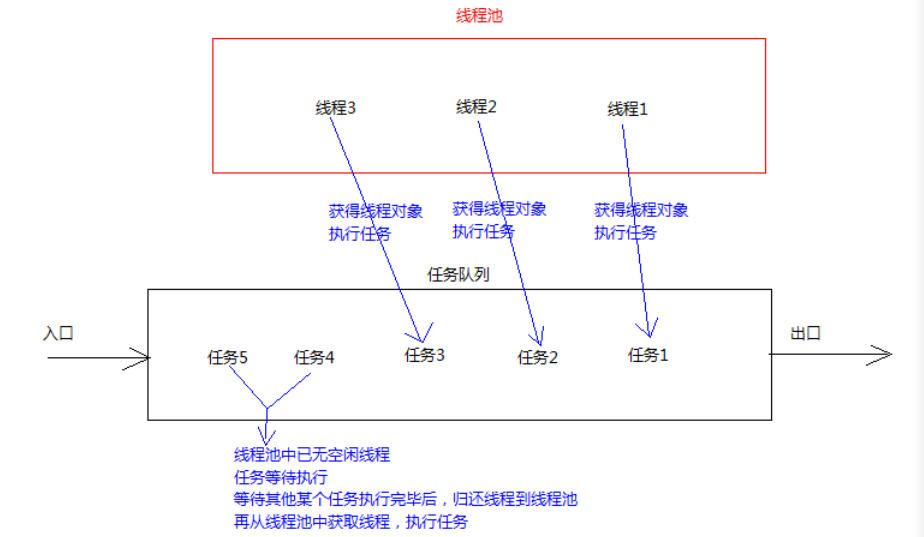 线程池
线程3
线程2
线程1
获得线程对象
执行任务
获得线程对象
执行任务
获得线程对象
执行任务
任务队列
入口
出口
任务5
任务4
任务3
任务2
任务1
线程池中已无空闲线程
任务等待执行
等待其他某个任务执行完毕后，归还线程到线程池
再从线程池中获取线程，执行任务